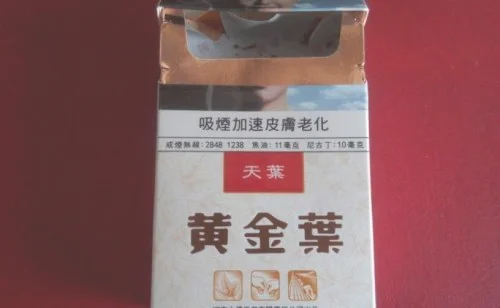 吸煙加速皮膚老化
戒煙熱線: 2848 1238 焦油: 11毫克 尼古丁: 1.0毫克
天葉
黄金葉